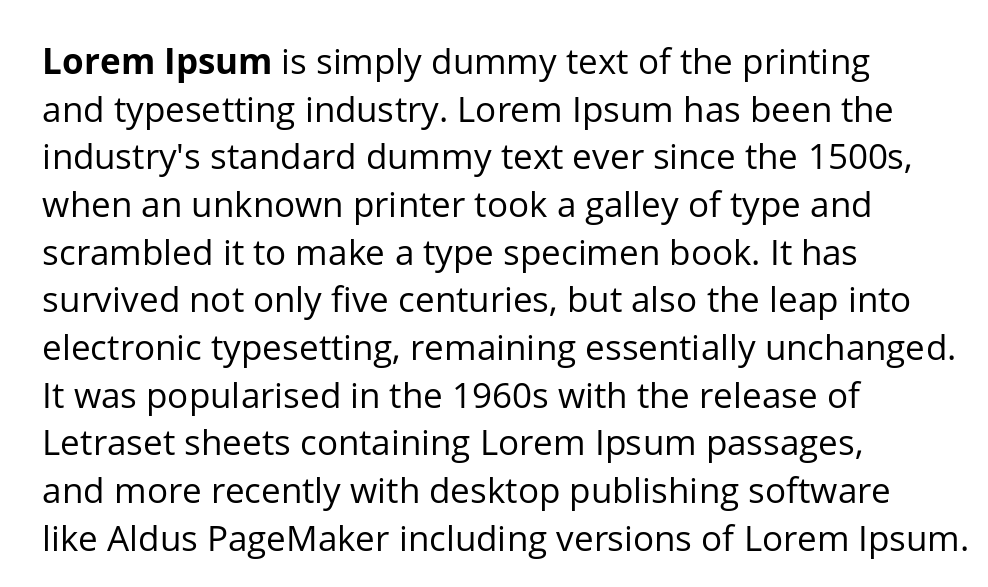 Lorem Ipsum is simply dummy text of the printing
and typesetting industry. Lorem Ipsum has been the
industry's standard dummy text ever since the 1500s,
when an unknown printer took a galley of type and
scrambled it to make a type specimen book. It has
survived not only five centuries, but also the leap into
electronic typesetting, remaining essentially unchanged.
It was popularised in the 1960s with the release of
Letraset sheets containing Lorem Ipsum passages,
and more recently with desktop publishing software
like Aldus PageMaker including versions of Lorem Ipsum.